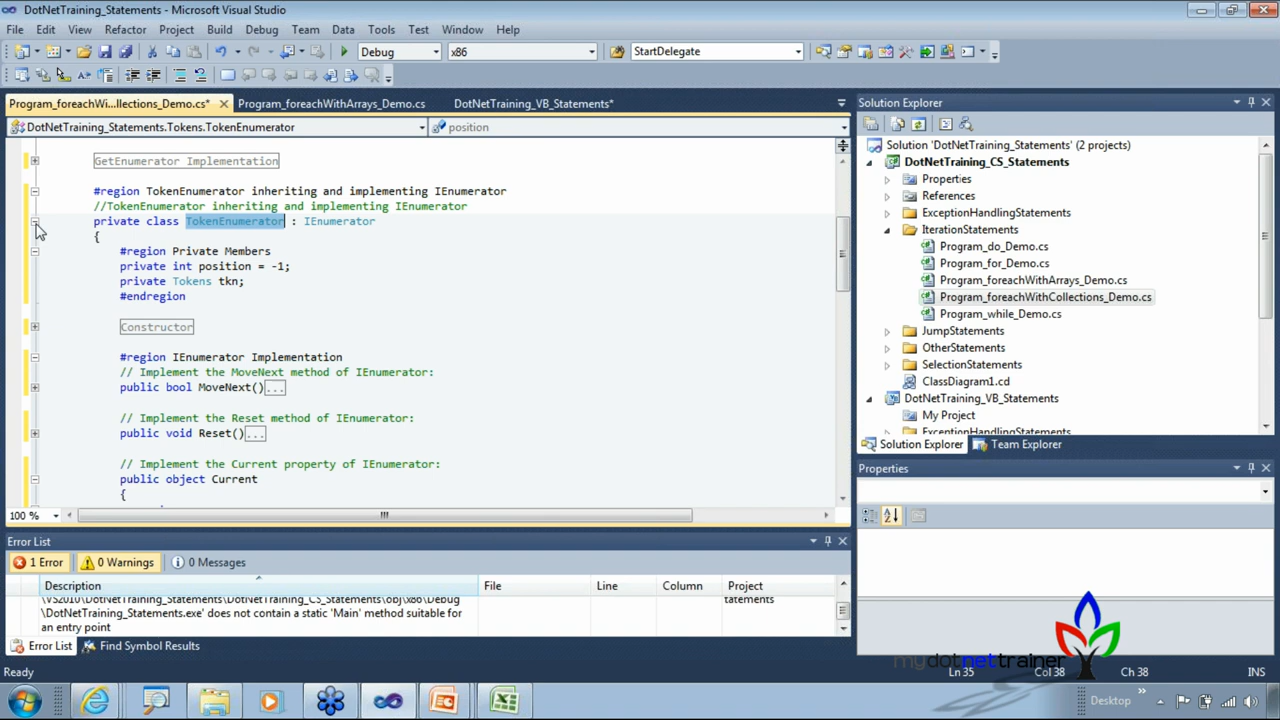 DotNetTraining_Statements - Microsoft Visual Studio
File Edit View Refactor Project Build Debug Team Data Tools Test Window Help
Debug x86 StartDelegate
Program_foreachWi...llections_Demo.cs* Program_foreachWithArrays_Demo.cs DotNetTraining_VB_Statements*
DotNetTraining_Statements.Tokens.TokenEnumerator position
GetEnumerator Implementation
#region TokenEnumerator inheriting and implementing IEnumerator
//TokenEnumerator inheriting and implementing IEnumerator
private class TokenEnumerator : IEnumerator
{
#region Private Members
private int position = -1;
private Tokens tkn;
#endregion
Constructor
#region IEnumerator Implementation
// Implement the MoveNext method of IEnumerator:
public bool MoveNext()...
// Implement the Reset method of IEnumerator:
public void Reset()...
// Implement the Current property of IEnumerator:
public object Current
{
100 %
Solution Explorer
Solution 'DotNetTraining_Statements' (2 projects)
DotNetTraining_CS_Statements
Properties
References
ExceptionHandlingStatements
IterationStatements
Program_do_Demo.cs
Program_for_Demo.cs
Program_foreachWithArrays_Demo.cs
Program_foreachWithCollections_Demo.cs
Program_while_Demo.cs
JumpStatements
OtherStatements
SelectionStatements
ClassDiagram1.cd
DotNetTraining_VB_Statements
My Project
ExceptionHandlingStatements
Solution Explorer Team Explorer
Properties
Error List
1 Error 0 Warnings 0 Messages
Description File Line Column Project
\VS2010\DotNetTraining_Statements\DotNetTraining_CS_Statements\obj\x86\Debug tatements
\DotNetTraining_Statements.exe' does not contain a static 'Main' method suitable for
an entry point
Error List Find Symbol Results
mydotnettrainer
Ready Ln 35 Col 38 Ch 38 INS
Desktop